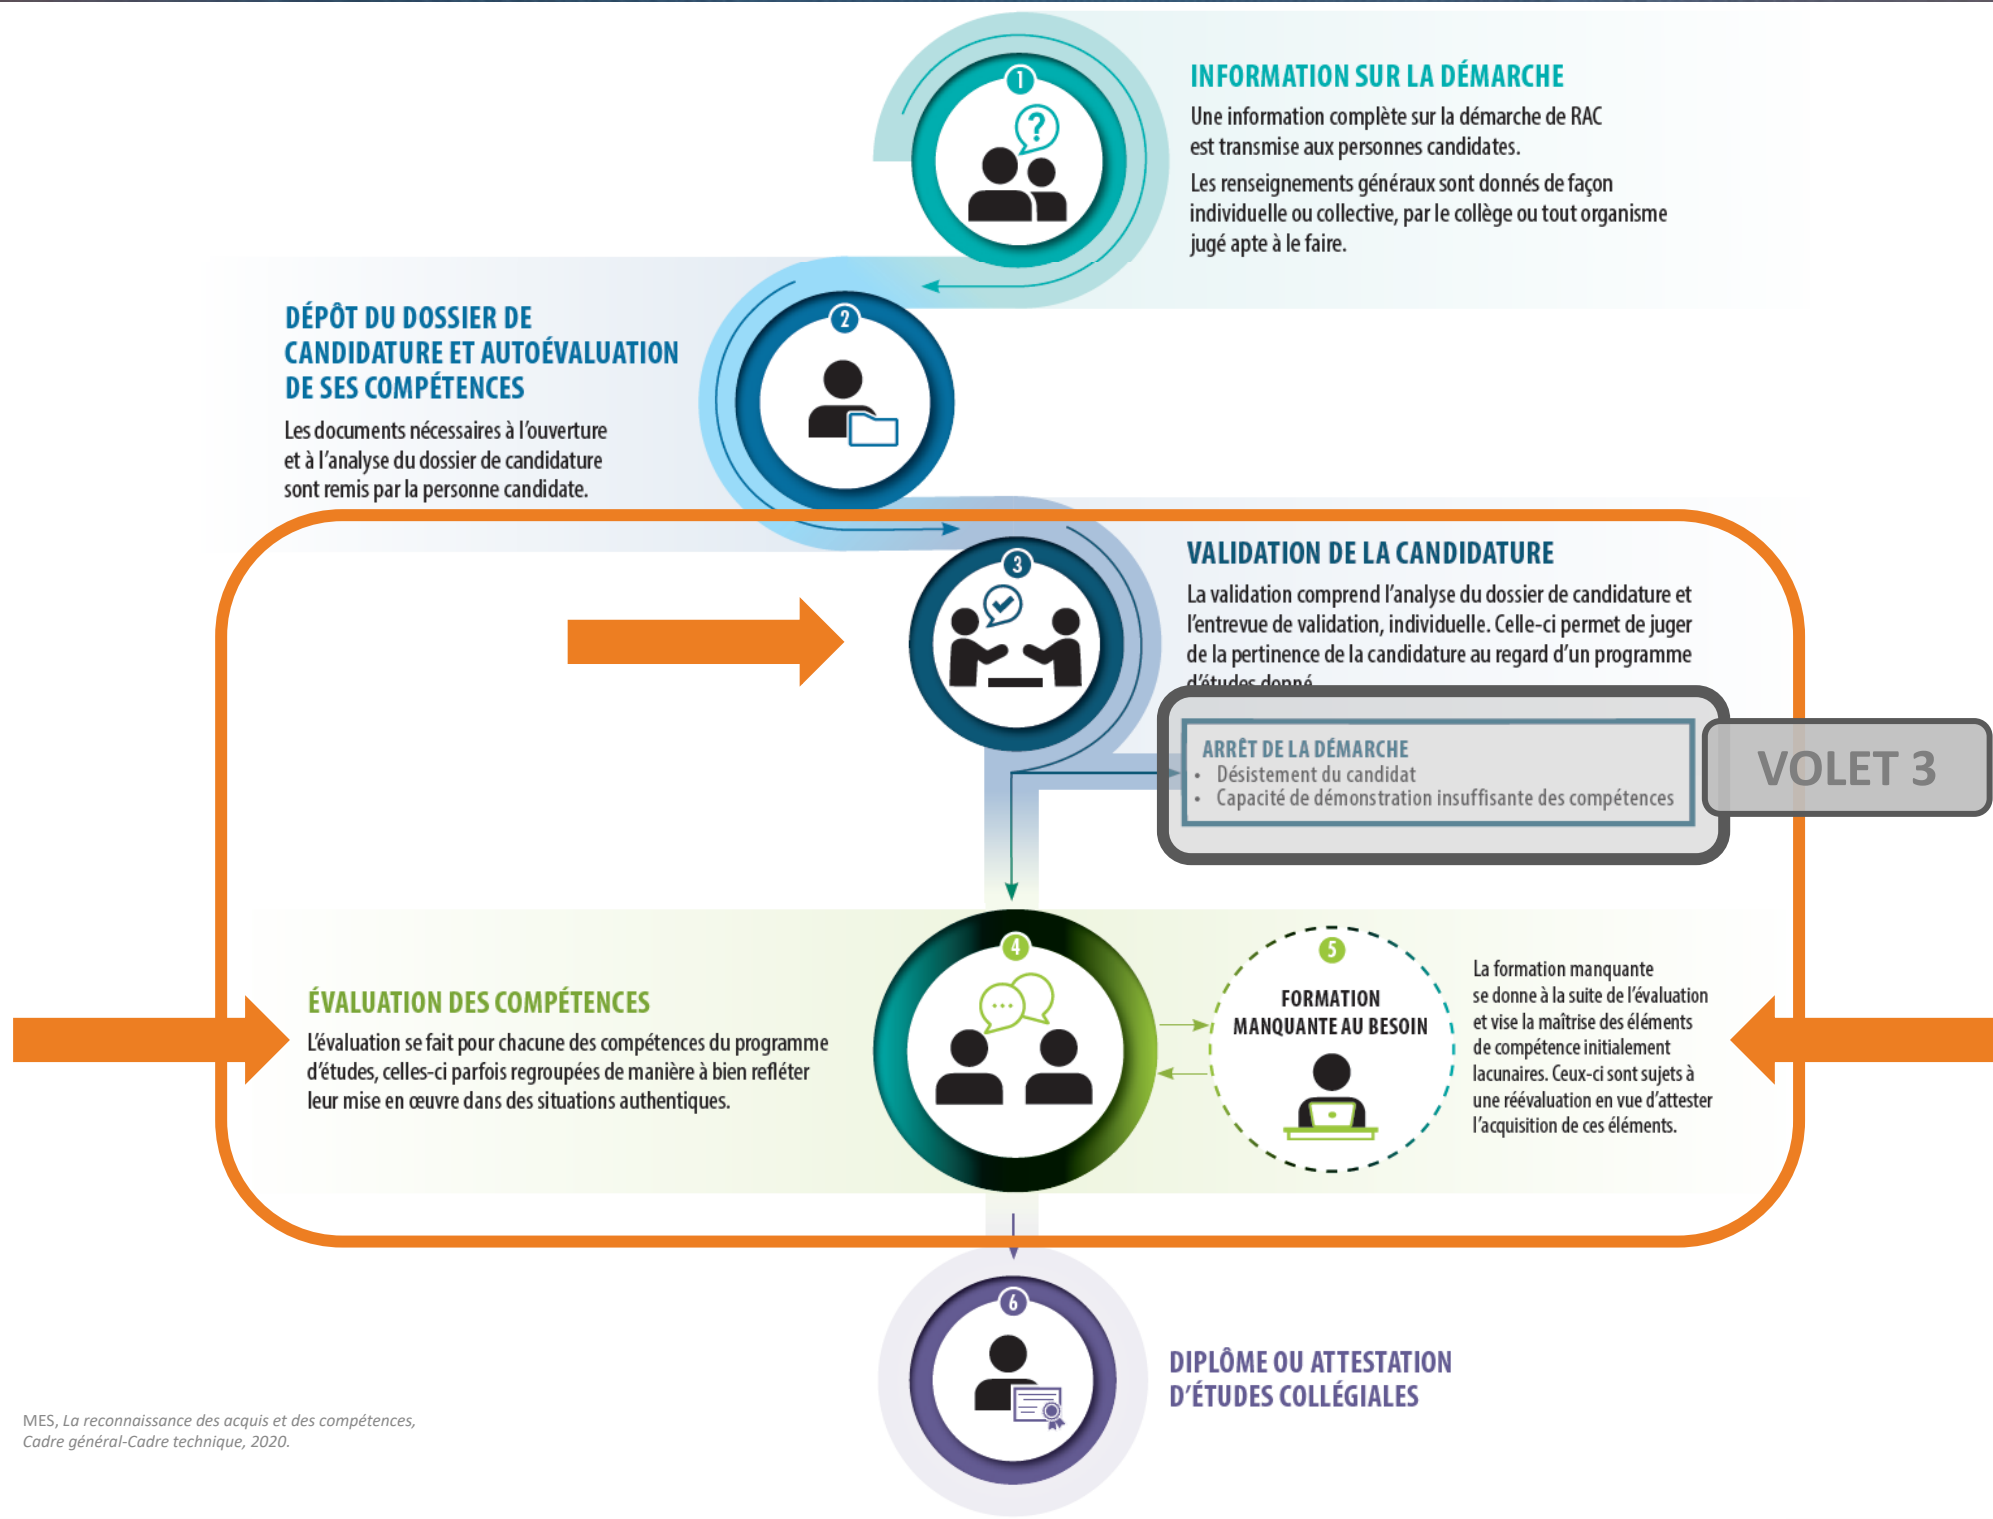 1
INFORMATION SUR LA DÉMARCHE
Une information complète sur la démarche de RAC
est transmise aux personnes candidates.
Les renseignements généraux sont donnés de façon
individuelle ou collective, par le collège ou tout organisme
jugé apte à le faire.
2
DÉPÔT DU DOSSIER DE
CANDIDATURE ET AUTOÉVALUATION
DE SES COMPÉTENCES
Les documents nécessaires à l'ouverture
et à l'analyse du dossier de candidature
sont remis par la personne candidate.
3
VALIDATION DE LA CANDIDATURE
La validation comprend l'analyse du dossier de candidature et
l'entrevue de validation, individuelle. Celle-ci permet de juger
de la pertinence de la candidature au regard d'un programme
d'études donné
ARRÊT DE LA DÉMARCHE
• Désistement du candidat
• Capacité de démonstration insuffisante des compétences
VOLET 3
4
ÉVALUATION DES COMPÉTENCES
L'évaluation se fait pour chacune des compétences du programme
d'études, celles-ci parfois regroupées de manière à bien refléter
leur mise en œuvre dans des situations authentiques.
5
FORMATION
MANQUANTE AU BESOIN
La formation manquante
se donne à la suite de l'évaluation
et vise la maîtrise des éléments
de compétence initialement
lacunaires. Ceux-ci sont sujets à
une réévaluation en vue d'attester
l'acquisition de ces éléments.
6
DIPLÔME OU ATTESTATION
D'ÉTUDES COLLÉGIALES
MES, La reconnaissance des acquis et des compétences,
Cadre général-Cadre technique, 2020.